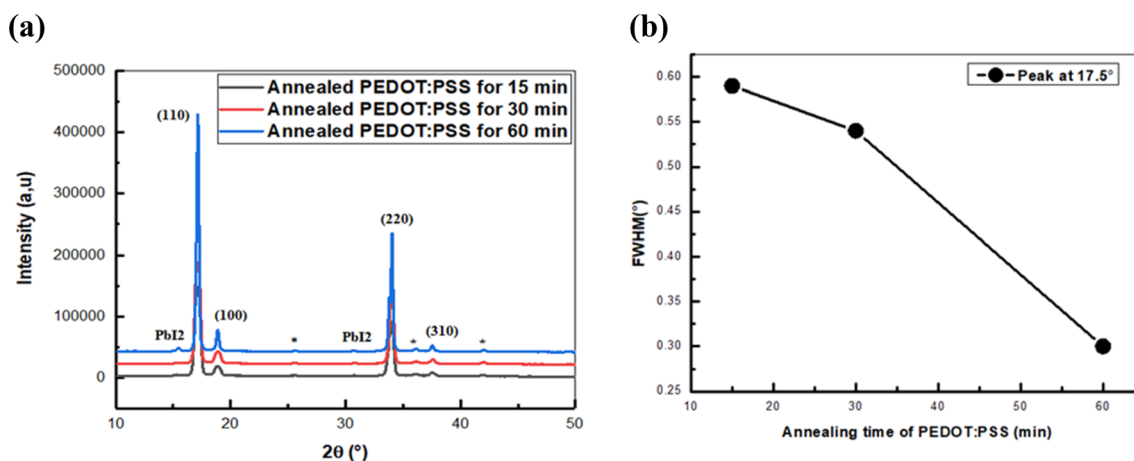 (a)
500000
400000
300000
200000
100000
0
Intensity (a,u)
Annealed PEDOT:PSS for 15 min
Annealed PEDOT:PSS for 30 min
Annealed PEDOT:PSS for 60 min
(110)
(220)
PbI2
(100)
*
PbI2
*
(310)
*
10
20
30
40
50
2θ (°)
(b)
0.60
0.55
0.50
0.45
0.40
0.35
0.30
0.25
FWHM(°)
Peak at 17.5°
10
20
30
40
50
60
Annealing time of PEDOT:PSS (min)